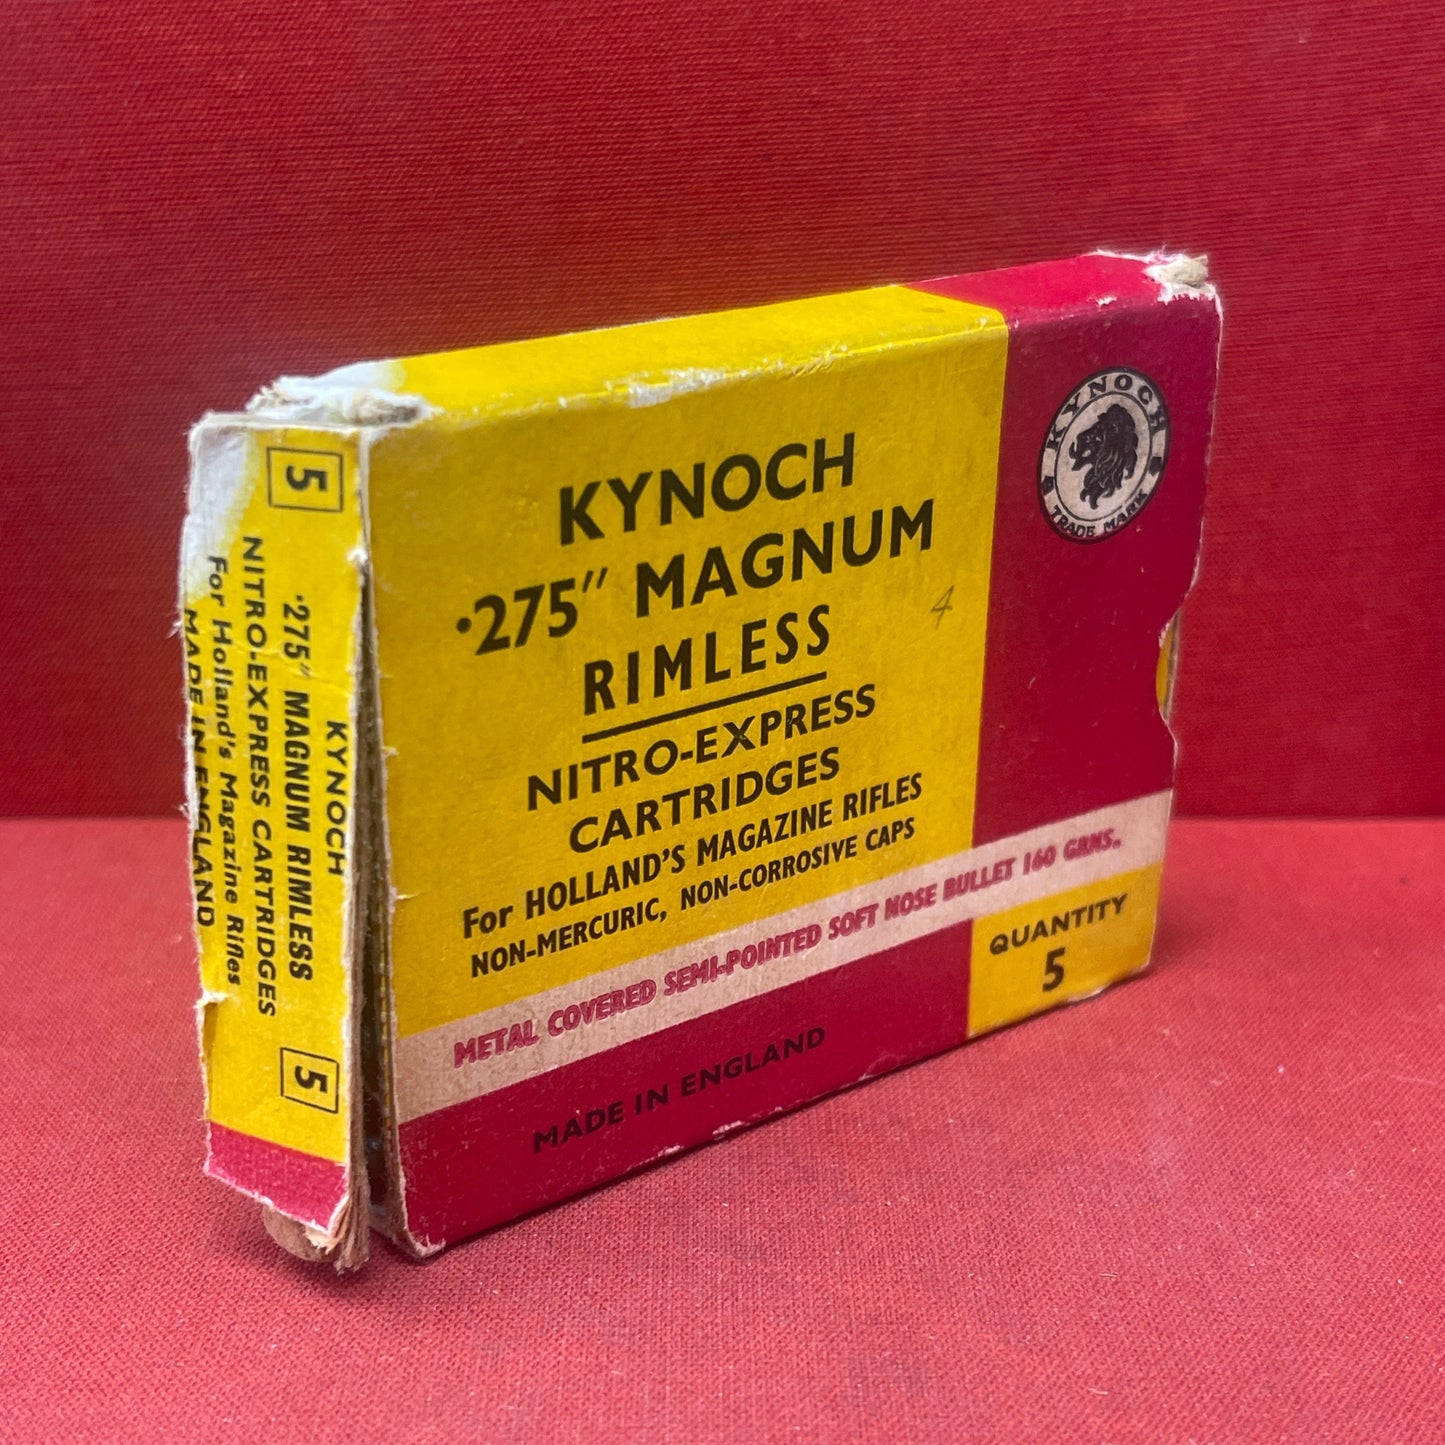 KYNOCH
.275" MAGNUM
RIMLESS
NITRO-EXPRESS
CARTRIDGES
For HOLLAND'S MAGAZINE RIFLES
NON-MERCURIC, NON-CORROSIVE CAPS
METAL COVERED SEMI-POINTED SOFT NOSE BULLET 160 GRNS.
MADE IN ENGLAND
QUANTITY
5
4
KYNOCH
TRADE MARK
5
KYNOCH
.275" MAGNUM RIMLESS
NITRO-EXPRESS CARTRIDGES
For Holland's Magazine Rifles
MADE IN ENGLAND
5